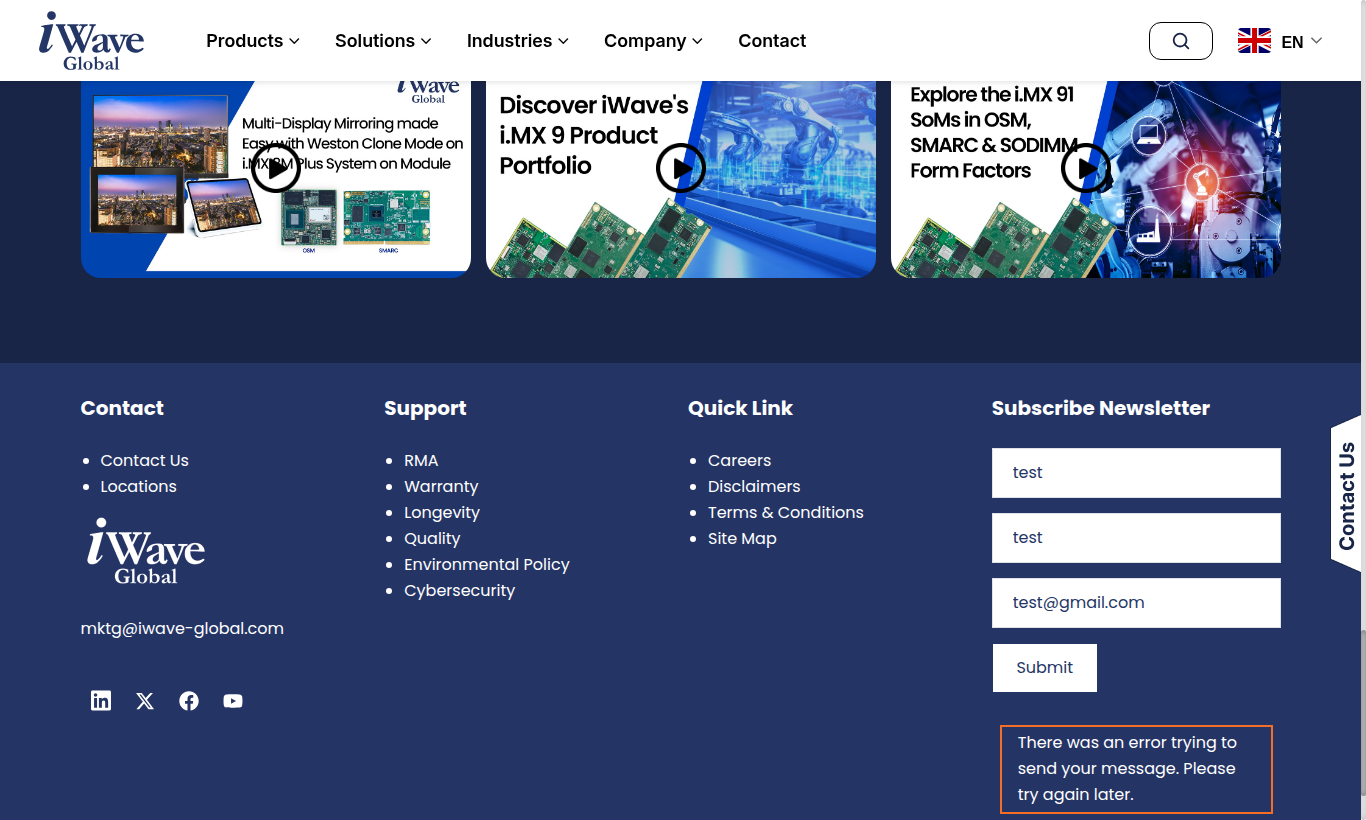 iWave
Global
Products
Solutions
Industries
Company
Contact
EN
iWave
Global
Multi-Display Mirroring made
Easy with Weston Clone Mode on
i.MX 8M Plus System on Module
OSM
SMARC
Discover iWave's
i.MX 9 Product
Portfolio
Explore the i.MX 91
SoMs in OSM,
SMARC & SODIMM
Form Factors
Contact
Contact Us
Locations
iWave
Global
mktg@iwave-global.com
Support
RMA
Warranty
Longevity
Quality
Environmental Policy
Cybersecurity
Quick Link
Careers
Disclaimers
Terms & Conditions
Site Map
Subscribe Newsletter
test
test
test@gmail.com
Submit
There was an error trying to
send your message. Please
try again later.
Contact Us